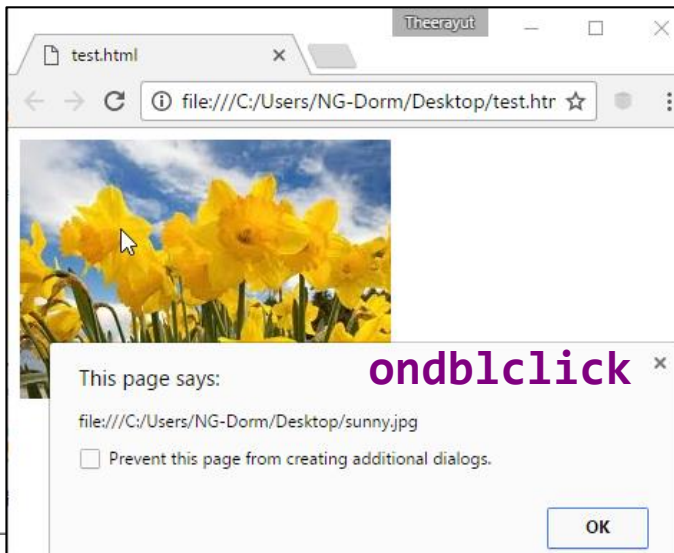 Theerayut
test.html
file:///C:/Users/NG-Dorm/Desktop/test.htr
ondblclick
This page says:
file:///C:/Users/NG-Dorm/Desktop/sunny.jpg
Prevent this page from creating additional dialogs.
OK